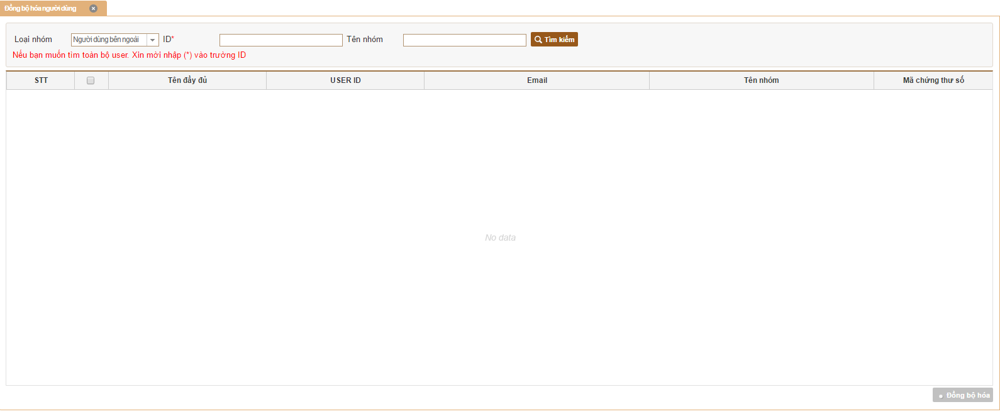 Đồng bộ hóa người dùng
Loại nhóm Người dùng bên ngoài ID* Tên nhóm Tìm kiếm
Nếu bạn muốn tìm toàn bộ user. Xin mời nhập (*) vào trường ID
STT Tên đầy đủ USER ID Email Tên nhóm Mã chứng thư số
No data
Đồng bộ hóa